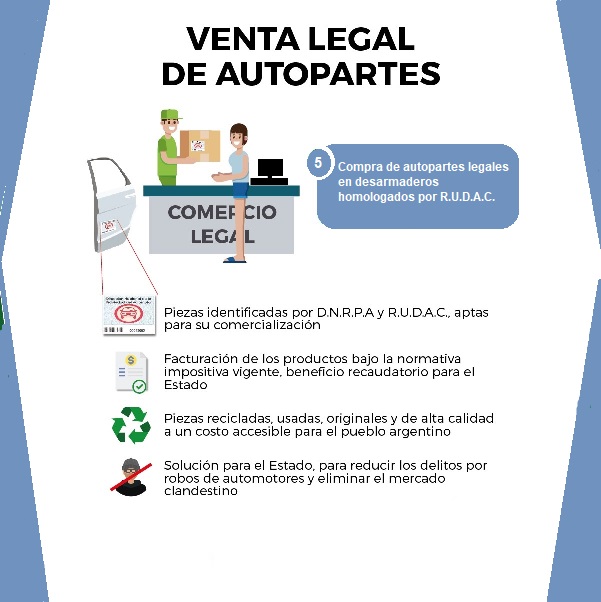 VENTA LEGAL
DE AUTOPARTES
5
Compra de autopartes legales
en desarmaderos
homologados por R.U.D.A.C.
COMERCIO
LEGAL
Piezas identificadas por D.N.R.P.A y R.U.D.A.C., aptas
para su comercialización
Facturación de los productos bajo la normativa
impositiva vigente, beneficio recaudatorio para el
Estado
Piezas recicladas, usadas, originales y de alta calidad
a un costo accesible para el pueblo argentino
Solución para el Estado, para reducir los delitos por
robos de automotores y eliminar el mercado
clandestino